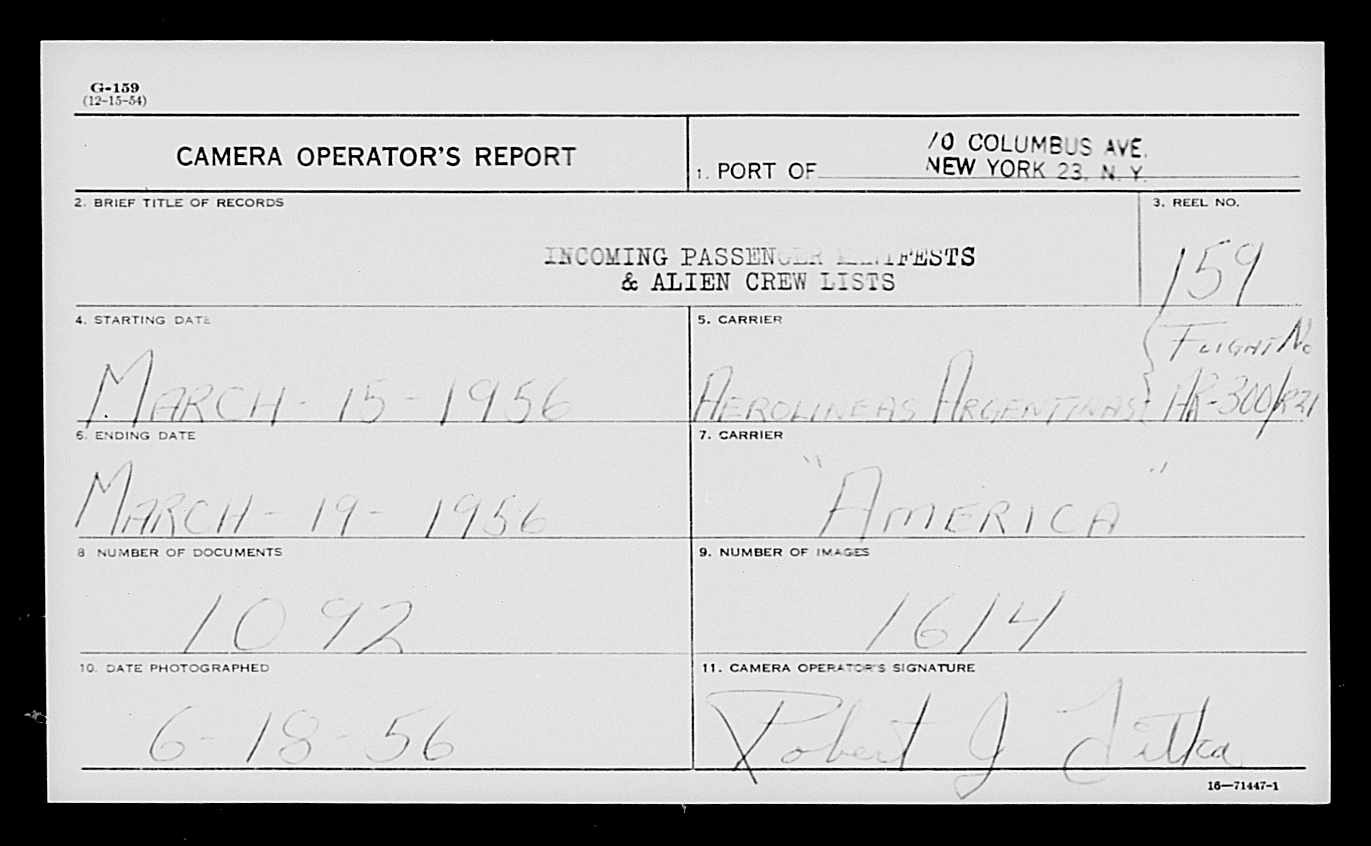 G-159
(12-15-54)
CAMERA OPERATOR'S REPORT
1. PORT OF
10 COLUMBUS AVE.
NEW YORK 23, N. Y.
2. BRIEF TITLE OF RECORDS
INCOMING PASSENGER MANIFESTS
& ALIEN CREW LISTS
3. REEL NO.
159
4. STARTING DATE
MARCH - 15 - 1956
5. CARRIER
AEROLINEAS ARGENTINAS
FLIGHT No
AR-300/
6. ENDING DATE
MARCH - 19 - 1956
7. CARRIER
"AMERICA"
8 NUMBER OF DOCUMENTS
1092
9. NUMBER OF IMAGES
1614
10. DATE PHOTOGRAPHED
6-18-56
11. CAMERA OPERATOR'S SIGNATURE
Robert J
16—71447-1